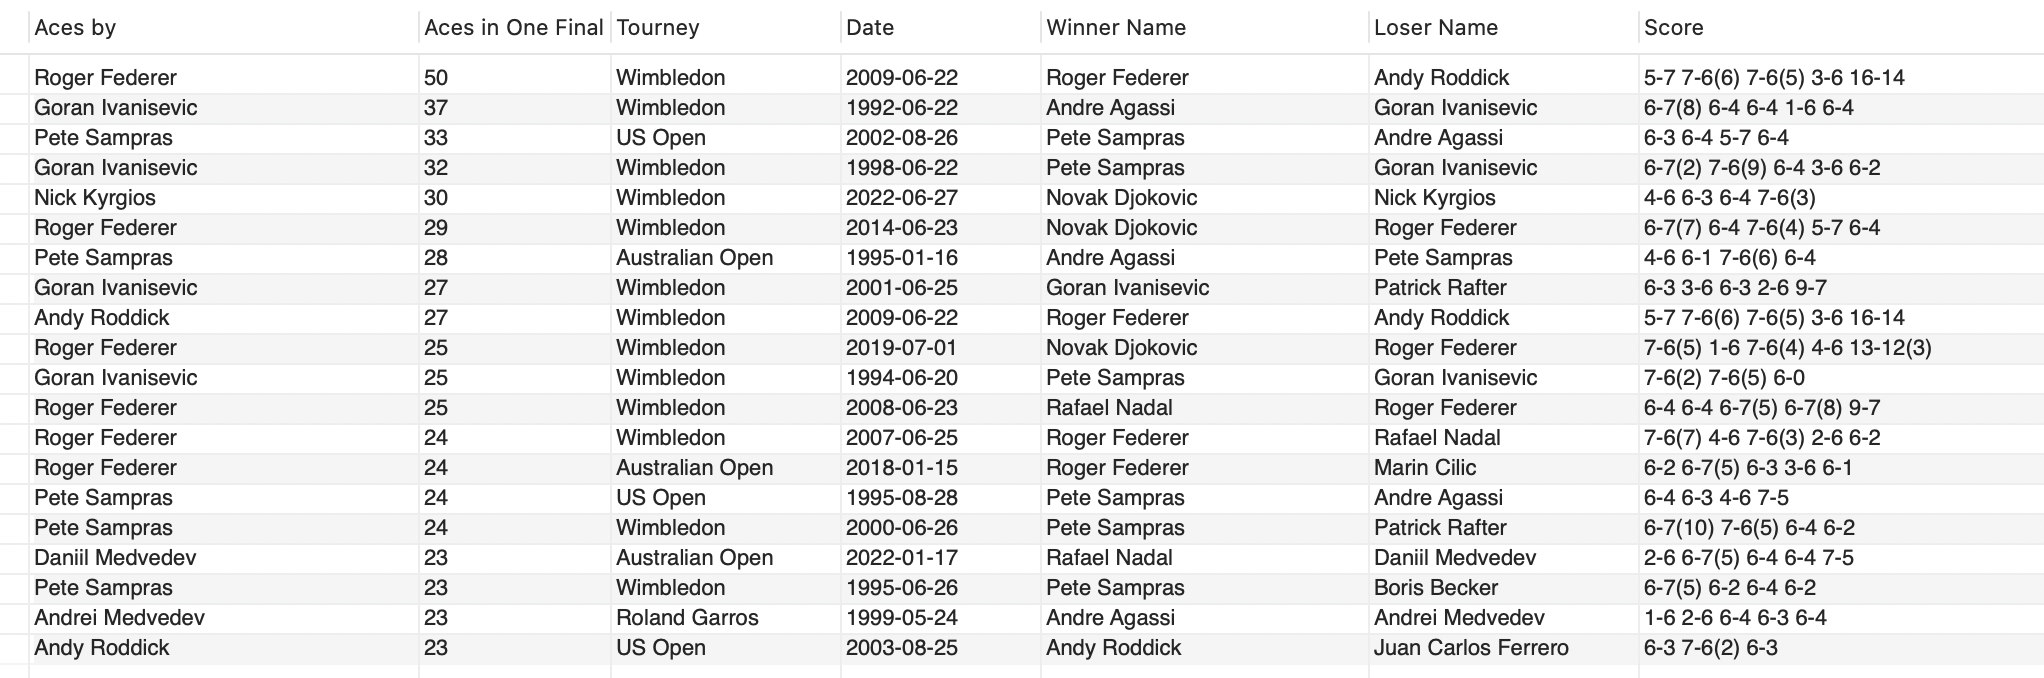 Aces by Aces in One Final Tourney Date Winner Name Loser Name Score
Roger Federer 50 Wimbledon 2009-06-22 Roger Federer Andy Roddick 5-7 7-6(6) 7-6(5) 3-6 16-14
Goran Ivanisevic 37 Wimbledon 1992-06-22 Andre Agassi Goran Ivanisevic 6-7(8) 6-4 6-4 1-6 6-4
Pete Sampras 33 US Open 2002-08-26 Pete Sampras Andre Agassi 6-3 6-4 5-7 6-4
Goran Ivanisevic 32 Wimbledon 1998-06-22 Pete Sampras Goran Ivanisevic 6-7(2) 7-6(9) 6-4 3-6 6-2
Nick Kyrgios 30 Wimbledon 2022-06-27 Novak Djokovic Nick Kyrgios 4-6 6-3 6-4 7-6(3)
Roger Federer 29 Wimbledon 2014-06-23 Novak Djokovic Roger Federer 6-7(7) 6-4 7-6(4) 5-7 6-4
Pete Sampras 28 Australian Open 1995-01-16 Andre Agassi Pete Sampras 4-6 6-1 7-6(6) 6-4
Goran Ivanisevic 27 Wimbledon 2001-06-25 Goran Ivanisevic Patrick Rafter 6-3 3-6 6-3 2-6 9-7
Andy Roddick 27 Wimbledon 2009-06-22 Roger Federer Andy Roddick 5-7 7-6(6) 7-6(5) 3-6 16-14
Roger Federer 25 Wimbledon 2019-07-01 Novak Djokovic Roger Federer 7-6(5) 1-6 7-6(4) 4-6 13-12(3)
Goran Ivanisevic 25 Wimbledon 1994-06-20 Pete Sampras Goran Ivanisevic 7-6(2) 7-6(5) 6-0
Roger Federer 25 Wimbledon 2008-06-23 Rafael Nadal Roger Federer 6-4 6-4 6-7(5) 6-7(8) 9-7
Roger Federer 24 Wimbledon 2007-06-25 Roger Federer Rafael Nadal 7-6(7) 4-6 7-6(3) 2-6 6-2
Roger Federer 24 Australian Open 2018-01-15 Roger Federer Marin Cilic 6-2 6-7(5) 6-3 3-6 6-1
Pete Sampras 24 US Open 1995-08-28 Pete Sampras Andre Agassi 6-4 6-3 4-6 7-5
Pete Sampras 24 Wimbledon 2000-06-26 Pete Sampras Patrick Rafter 6-7(10) 7-6(5) 6-4 6-2
Daniil Medvedev 23 Australian Open 2022-01-17 Rafael Nadal Daniil Medvedev 2-6 6-7(5) 6-4 6-4 7-5
Pete Sampras 23 Wimbledon 1995-06-26 Pete Sampras Boris Becker 6-7(5) 6-2 6-4 6-2
Andrei Medvedev 23 Roland Garros 1999-05-24 Andre Agassi Andrei Medvedev 1-6 2-6 6-4 6-3 6-4
Andy Roddick 23 US Open 2003-08-25 Andy Roddick Juan Carlos Ferrero 6-3 7-6(2) 6-3